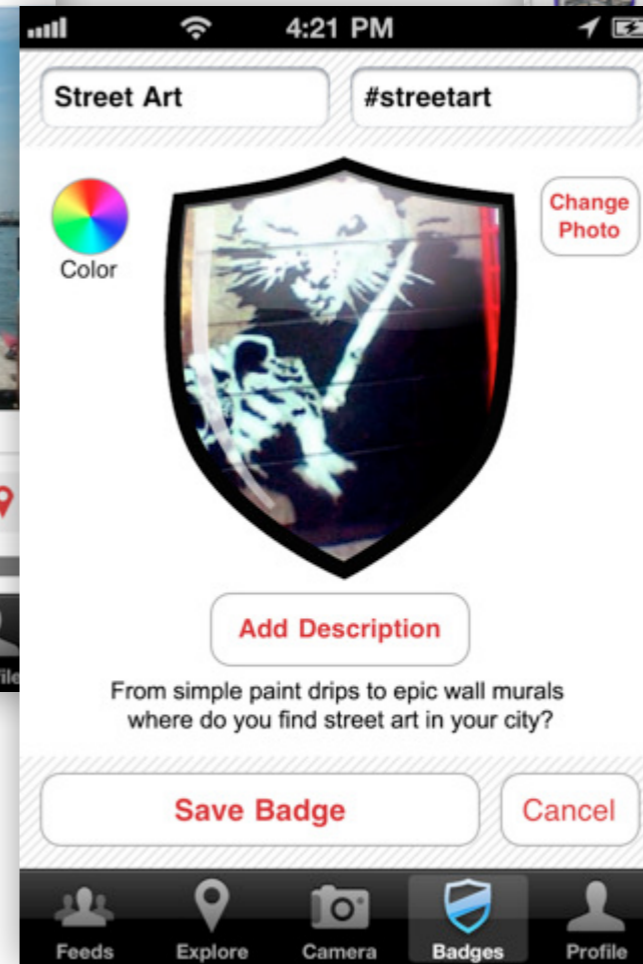 4:21 PM
Street Art
#streetart
Color
Change
Photo
Add Description
From simple paint drips to epic wall murals
where do you find street art in your city?
Save Badge
Cancel
Feeds
Explore
Camera
Badges
Profile